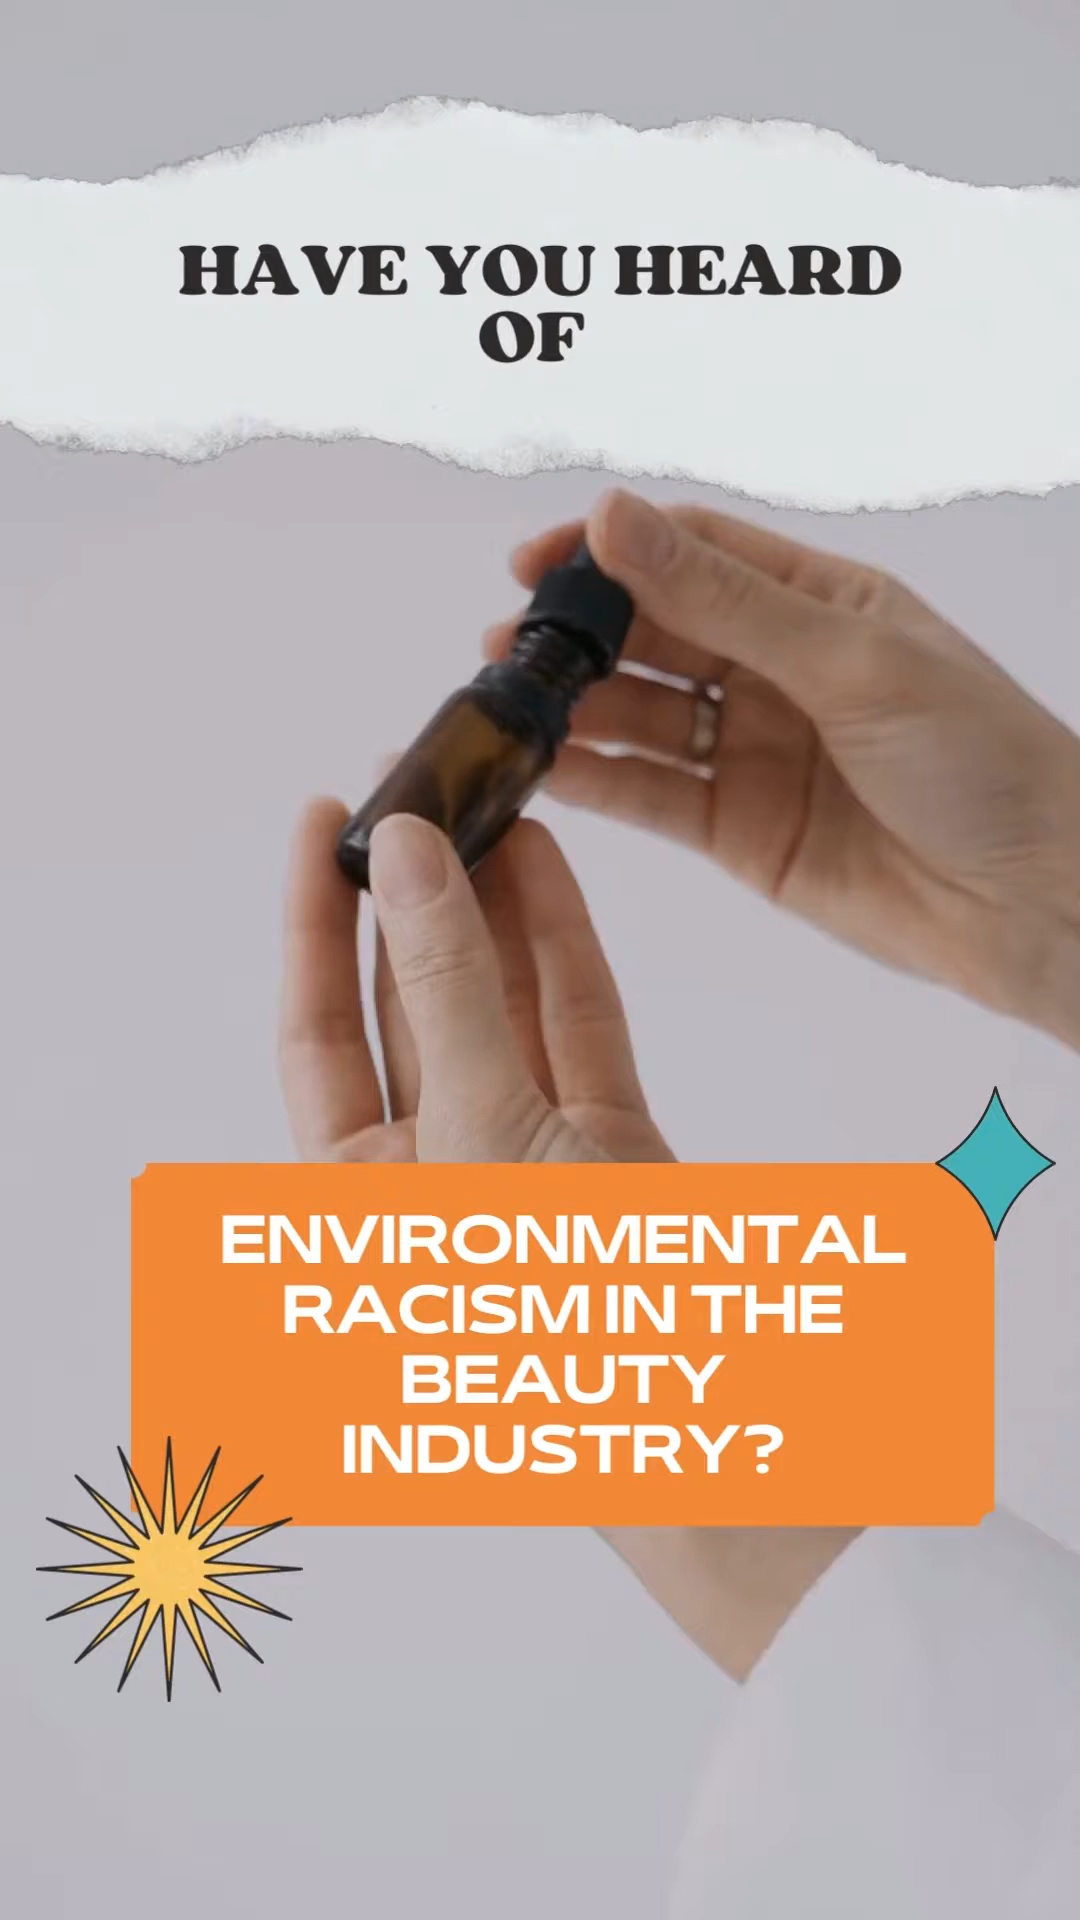 HAVE YOU HEARD
OF
ENVIRONMENTAL
RACISM IN THE
BEAUTY
INDUSTRY?